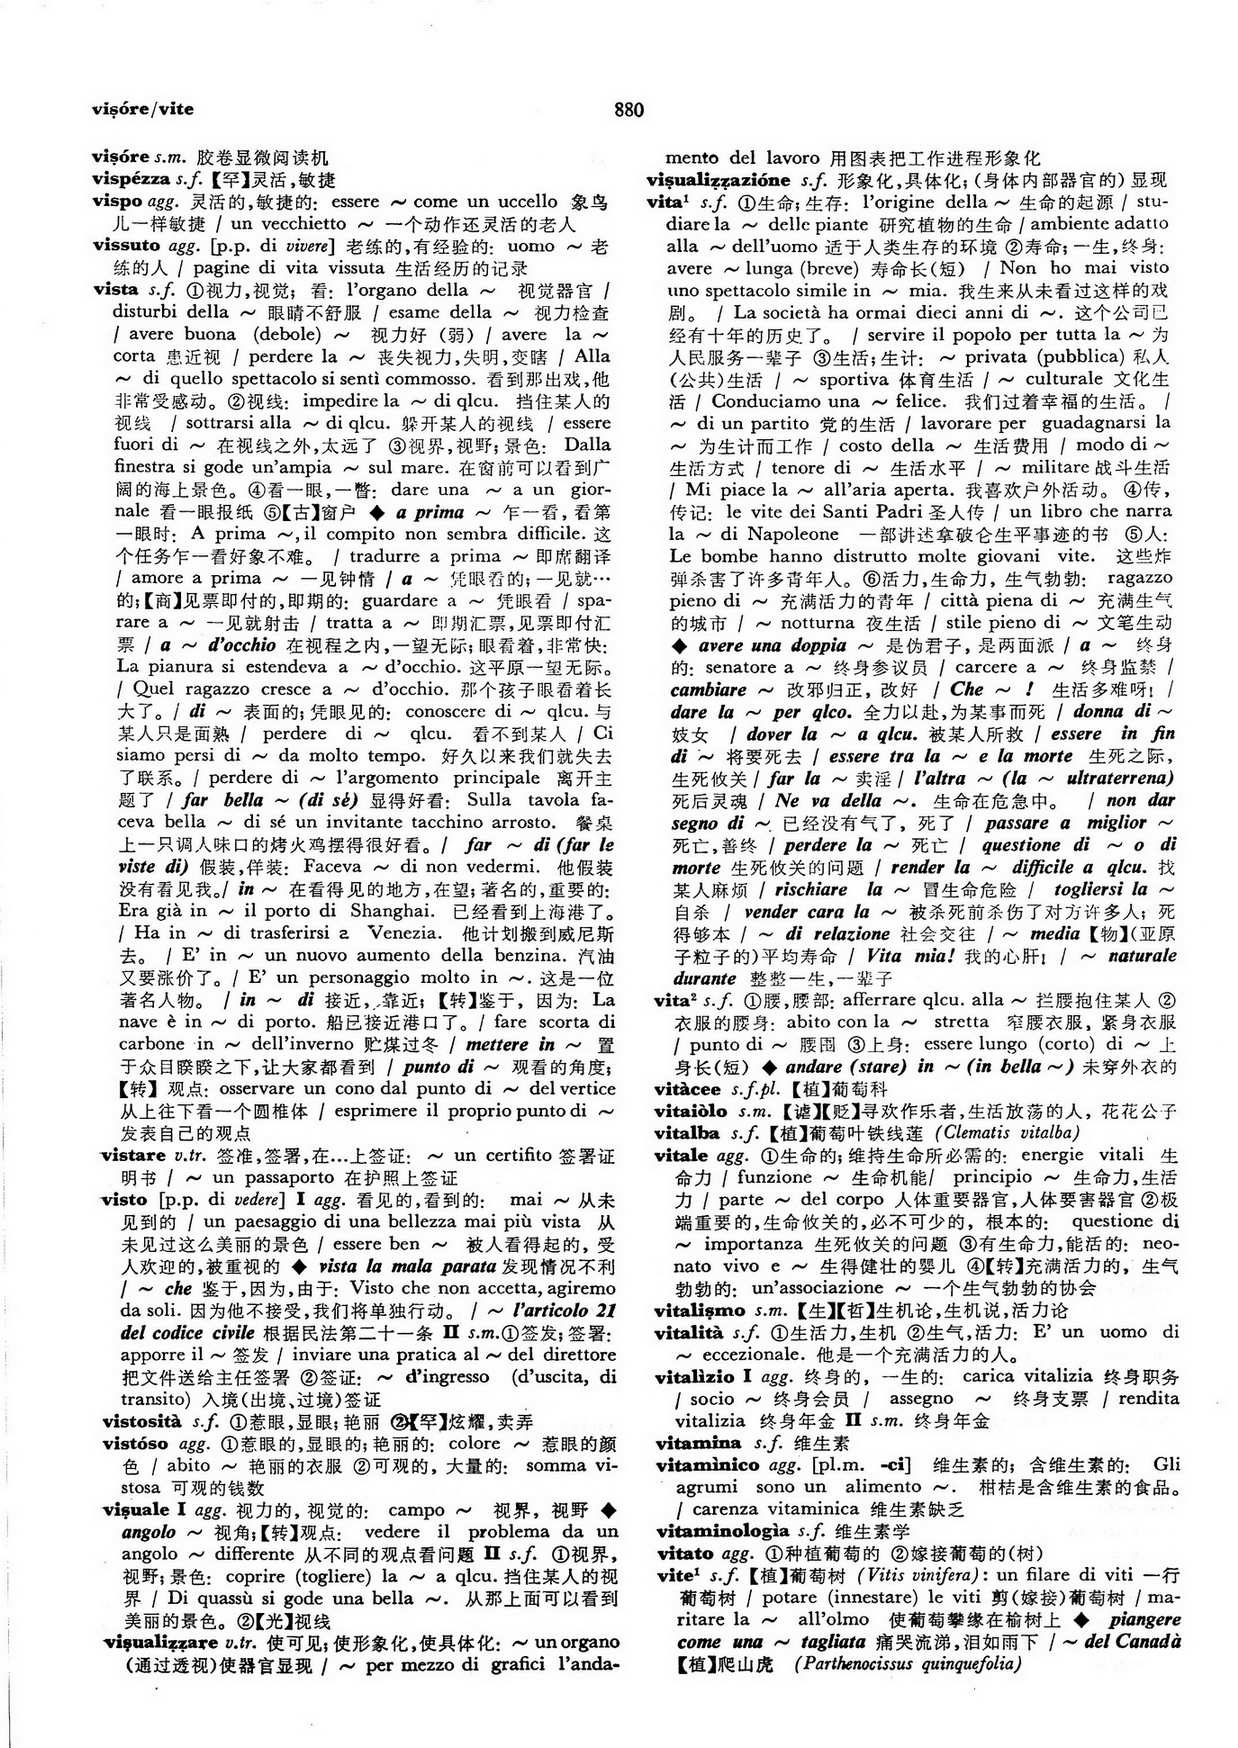 viṣóre/vite
880
viṣóre s.m. 胶卷显微阅读机
vispézza s.f. 【罕】灵活,敏捷
vispo agg. 灵活的,敏捷的: essere ～ come un uccello 象鸟
儿一样敏捷 / un vecchietto ～ 一个动作还灵活的老人
vissuto agg. [p.p. di vivere] 老练的,有经验的: uomo ～ 老
练的人 / pagine di vita vissuta 生活经历的记录
vista s.f. ①视力,视觉; 看: l'organo della ～ 视觉器官 /
disturbi della ～ 眼睛不舒服 / esame della ～ 视力检查
/ avere buona (debole) ～ 视力好 (弱) / avere la ～
corta 患近视 / perdere la ～ 丧失视力,失明,变瞎 / Alla
～ di quello spettacolo si sentì commosso. 看到那出戏,他
非常受感动。②视线: impedire la ～ di qlcu. 挡住某人的
视线 / sottrarsi alla ～ di qlcu. 躲开某人的视线 / essere
fuori di ～ 在视线之外,太远了 ③视界,视野; 景色: Dalla
finestra si gode un'ampia ～ sul mare. 在窗前可以看到广
阔的海上景色。④看一眼,一瞥: dare una ～ a un gior-
nale 看一眼报纸 ⑤【古】窗户 ◆ a prima ～ 乍一看, 看第
一眼时: A prima ～, il compito non sembra difficile. 这
个任务乍一看好象不难。 / tradurre a prima ～ 即席翻译
/ amore a prima ～ 一见钟情 / a ～ 凭眼看的; 一见就…
的;【商】见票即付的,即期的: guardare a ～ 凭眼看 / spa-
rare a ～ 一见就射击 / tratta a ～ 即期汇票,见票即付汇
票 / a ～ d'occhio 在视程之内,一望无际; 眼看着,非常快:
La pianura si estendeva a ～ d'occhio. 这平原一望无际。
/ Quel ragazzo cresce a ～ d'occhio. 那个孩子眼看着长
大了。/ di ～ 表面的; 凭眼见的: conoscere di ～ qlcu. 与
某人只是面熟 / perdere di ～ qlcu. 看不到某人 / Ci
siamo persi di ～ da molto tempo. 好久以来我们就失去
了联系。/ perdere di ～ l'argomento principale 离开主
题了 / far bella ～ (di sé) 显得好看: Sulla tavola fa-
ceva bella ～ di sé un invitante tacchino arrosto. 餐桌
上一只调人味口的烤火鸡摆得很好看。 / far ～ di (far le
viste di) 假装,佯装: Faceva ～ di non vedermi. 他假装
没有看见我。/ in ～ 在看得见的地方,在望; 著名的,重要的:
Era già in ～ il porto di Shanghai. 已经看到上海港了。
/ Ha in ～ di trasferirsi a Venezia. 他计划搬到威尼斯
去。 / E' in ～ un nuovo aumento della benzina. 汽油
又要涨价了。/ E' un personaggio molto in ～. 这是一位
著名人物。 / in ～ di 接近, 靠近; 【转】鉴于, 因为: La
nave è in ～ di porto. 船已接近港口了。/ fare scorta di
carbone in ～ dell'inverno 贮煤过冬 / mettere in ～ 置
于众目睽睽之下,让大家都看到 / punto di ～ 观看的角度;
【转】 观点: osservare un cono dal punto di ～ del vertice
从上往下看一个圆椎体 / esprimere il proprio punto di ～
发表自己的观点
vistare v.tr. 签准,签署,在…上签证: ～ un certifito 签署证
明书 / ～ un passaporto 在护照上签证
visto [p.p. di vedere] I agg. 看见的,看到的: mai ～ 从未
见到的 / un paesaggio di una bellezza mai più vista 从
未见过这么美丽的景色 / essere ben ～ 被人看得起的, 受
人欢迎的,被重视的 ◆ vista la mala parata 发现情况不利
/ ～ che 鉴于,因为,由于: Visto che non accetta, agiremo
da soli. 因为他不接受,我们将单独行动。 / ～ l'articolo 21
del codice civile 根据民法第二十一条 II s.m.①签发; 签署:
apporre il ～ 签发 / inviare una pratica al ～ del direttore
把文件送给主任签署 ②签证: ～ d'ingresso (d'uscita, di
transito) 入境(出境、过境)签证
vistosità s.f. ①惹眼,显眼; 艳丽 ②【罕】炫耀,卖弄
vistóso agg. ①惹眼的,显眼的; 艳丽的: colore ～ 惹眼的颜
色 / abito ～ 艳丽的衣服 ②可观的, 大量的: somma vi-
stosa 可观的钱数
viṣuale I agg. 视力的, 视觉的: campo ～ 视界, 视野 ◆
angolo ～ 视角;【转】观点: vedere il problema da un
angolo ～ differente 从不同的观点看问题 II s.f. ①视界,
视野; 景色: coprire (togliere) la ～ a qlcu. 挡住某人的视
界 / Di quassù si gode una bella ～. 从那上面可以看到
美丽的景色。②【光】视线
viṣualiẓẓare v.tr. 使可见; 使形象化,使具体化: ～ un organo
(通过透视)使器官显现 / ～ per mezzo di grafici l'anda-
mento del lavoro 用图表把工作进程形象化
viṣualiẓẓazióne s.f. 形象化,具体化; (身体内部器官的) 显现
vita¹ s.f. ①生命; 生存: l'origine della ～ 生命的起源 / stu-
diare la ～ delle piante 研究植物的生命 / ambiente adatto
alla ～ dell'uomo 适于人类生存的环境 ②寿命; 一生,终身:
avere ～ lunga (breve) 寿命长(短) / Non ho mai visto
uno spettacolo simile in ～ mia. 我生来从未看过这样的戏
剧。 / La società ha ormai dieci anni di ～. 这个公司已
经有十年的历史了。 / servire il popolo per tutta la ～ 为
人民服务一辈子 ③生活; 生计: ～ privata (pubblica) 私人
(公共)生活 / ～ sportiva 体育生活 / ～ culturale 文化生
活 / Conduciamo una ～ felice. 我们过着幸福的生活。 /
～ di un partito 党的生活 / lavorare per guadagnarsi la
～ 为生计而工作 / costo della ～ 生活费用 / modo di ～
生活方式 / tenore di ～ 生活水平 / ～ militare 战斗生活
/ Mi piace la ～ all'aria aperta. 我喜欢户外活动。 ④传,
传记: le vite dei Santi Padri 圣人传 / un libro che narra
la ～ di Napoleone 一部讲述拿破仑生平事迹的书 ⑤人:
Le bombe hanno distrutto molte giovani vite. 这些炸
弹杀害了许多青年人。⑥活力,生命力, 生气勃勃: ragazzo
pieno di ～ 充满活力的青年 / città piena di ～ 充满生气
的城市 / ～ notturna 夜生活 / stile pieno di ～ 文笔生动
◆ avere una doppia ～ 是伪君子, 是两面派 / a ～ 终身
的: senatore a ～ 终身参议员 / carcere a ～ 终身监禁 /
cambiare ～ 改邪归正, 改好 / Che ～ ! 生活多难呀! /
dare la ～ per qlco. 全力以赴,为某事而死 / donna di ～
妓女 / dover la ～ a qlcu. 被某人所救 / essere in fin
di ～ 将要死去 / essere tra la ～ e la morte 生死之际,
生死攸关 / far la ～ 卖淫 / l'altra ～ (la ～ ultraterrena)
死后灵魂 / Ne va della ～. 生命在危急中。 / non dar
segno di ～. 已经没有气了, 死了 / passare a miglior ～
死亡,善终 / perdere la ～ 死亡 / questione di ～ o di
morte 生死攸关的问题 / render la ～ difficile a qlcu. 找
某人麻烦 / rischiare la ～ 冒生命危险 / togliersi la ～
自杀 / vender cara la ～ 被杀死前杀伤了对方许多人; 死
得够本 / ～ di relazione 社会交往 / ～ media 【物】(亚原
子粒子的)平均寿命 / Vita mia! 我的心肝! / ～ naturale
durante 整整一生,一辈子
vita² s.f. ①腰,腰部: afferrare qlcu. alla ～ 拦腰抱住某人 ②
衣服的腰身: abito con la ～ stretta 窄腰衣服, 紧身衣服
/ punto di ～ 腰围 ③上身: essere lungo (corto) di ～ 上
身长(短) ◆ andare (stare) in ～ (in bella ～) 未穿外衣的
vitàcee s.f.pl. 【植】葡萄科
vitaiòlo s.m. 【谑】【贬】寻欢作乐者,生活放荡的人, 花花公子
vitalba s.f. 【植】葡萄叶铁线莲 (Clematis vitalba)
vitale agg. ①生命的; 维持生命所必需的: energie vitali 生
命力 / funzione ～ 生命机能/ principio ～ 生命力,生活
力 / parte ～ del corpo 人体重要器官,人体要害器官 ②极
端重要的,生命攸关的,必不可少的, 根本的: questione di
～ importanza 生死攸关的问题 ③有生命力,能活的: neo-
nato vivo e ～ 生得健壮的婴儿 ④【转】充满活力的, 生气
勃勃的: un'associazione ～ 一个生气勃勃的协会
vitaliṣmo s.m. 【生】【哲】生机论,生机说,活力论
vitalità s.f. ①生活力,生机 ②生气,活力: E' un uomo di
～ eccezionale. 他是一个充满活力的人。
vitalìzio I agg. 终身的, 一生的: carica vitalizia 终身职务
/ socio ～ 终身会员 / assegno ～ 终身支票 / rendita
vitalizia 终身年金 II s.m. 终身年金
vitamina s.f. 维生素
vitamìnico agg. [pl.m. -ci] 维生素的; 含维生素的: Gli
agrumi sono un alimento ～. 柑桔是含维生素的食品。
/ carenza vitaminica 维生素缺乏
vitaminologìa s.f. 维生素学
vitato agg. ①种植葡萄的 ②嫁接葡萄的(树)
vite¹ s.f. 【植】葡萄树 (Vitis vinifera): un filare di viti 一行
葡萄树 / potare (innestare) le viti 剪(嫁接)葡萄树 / ma-
ritare la ～ all'olmo 使葡萄攀缘在榆树上 ◆ piangere
come una ～ tagliata 痛哭流涕,泪如雨下 / ～ del Canadà
【植】爬山虎 (Parthenocissus quinquefolia)